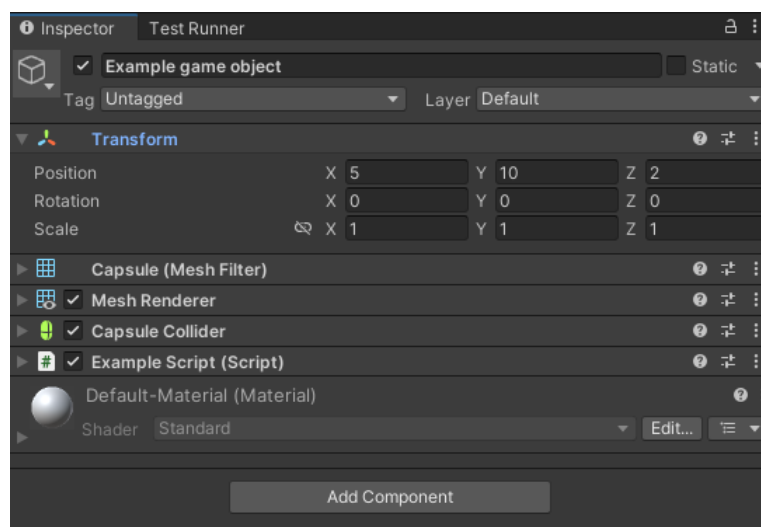 Inspector Test Runner
Example game object Static
Tag Untagged Layer Default
Transform
Position X 5 Y 10 Z 2
Rotation X 0 Y 0 Z 0
Scale X 1 Y 1 Z 1
Capsule (Mesh Filter)
Mesh Renderer
Capsule Collider
# Example Script (Script)
Default-Material (Material)
Shader Standard Edit...
Add Component